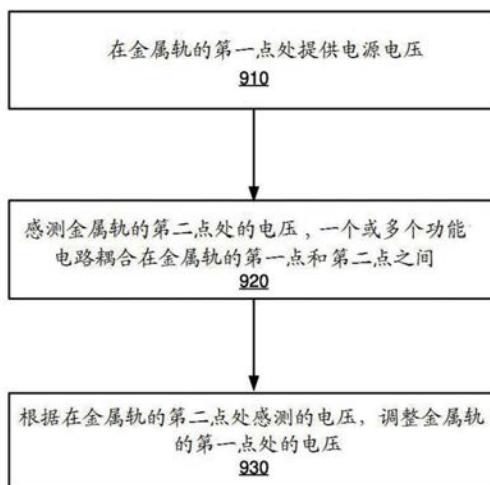 在金属轨的第一点处提供电源电压
910
感测金属轨的第二点处的电压，一个或多个功能
电路耦合在金属轨的第一点和第二点之间
920
根据在金属轨的第二点处感测的电压，调整金属轨
的第一点处的电压
930